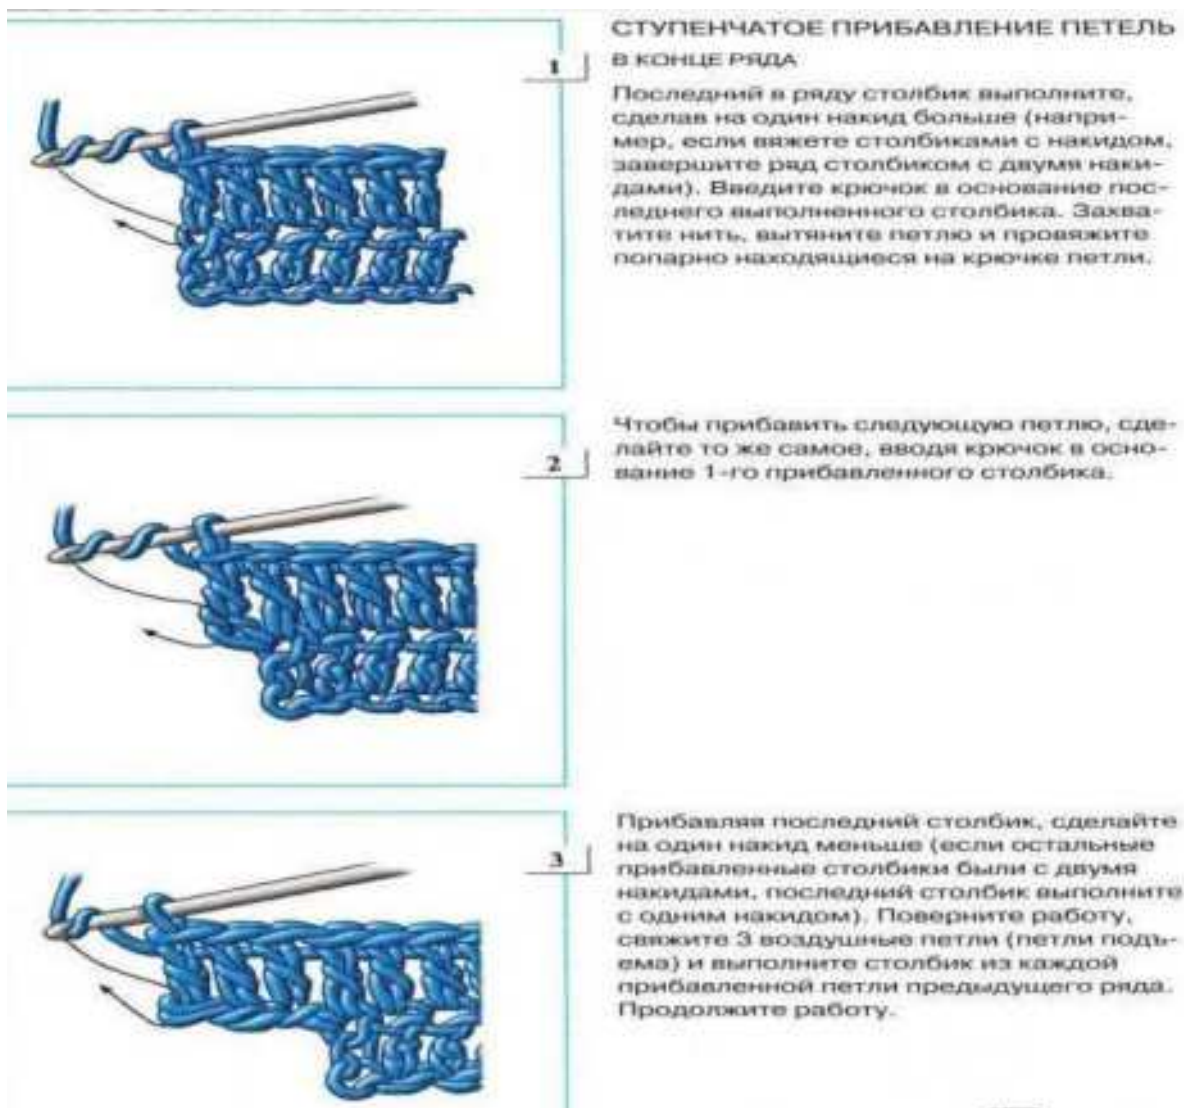 СТУПЕНЧАТОЕ ПРИБАВЛЕНИЕ ПЕТЕЛЬ
В КОНЦЕ РЯДА
1
Последний в ряду столбик выполните,
сделав на один накид больше (напри-
мер, если вяжете столбиками с накидом,
завершите ряд столбиком с двумя наки-
дами). Введите крючок в основание пос-
леднего выполненного столбика. Захва-
тите нить, вытяните петлю и провяжите
попарно находящиеся на крючке петли.
2
Чтобы прибавить следующую петлю, сде-
лайте то же самое, вводя крючок в осно-
вание 1-го прибавленного столбика.
3
Прибавляя последний столбик, сделайте
на один накид меньше (если остальные
прибавленные столбики были с двумя
накидами, последний столбик выполните
с одним накидом). Поверните работу,
свяжите 3 воздушные петли (петли подъ-
ема) и выполните столбик из каждой
прибавленной петли предыдущего ряда.
Продолжите работу.